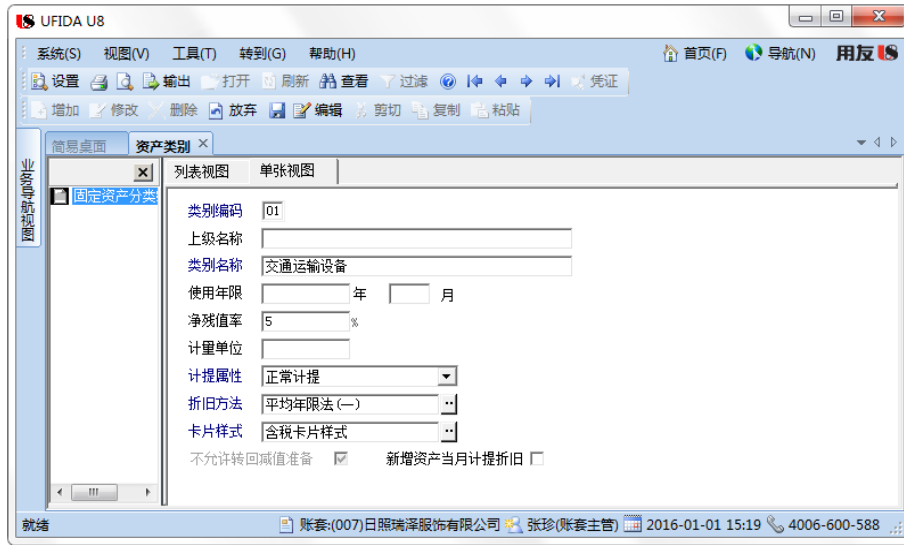 UFIDA U8
系统(S) 视图(V) 工具(T) 转到(G) 帮助(H) 首页(F) 导航(N) 用友
设置 输出 打开 刷新 查看 过滤 凭证
增加 修改 删除 放弃 编辑 剪切 复制 粘贴
业务导航视图
简易桌面 资产类别
列表视图 单张视图
固定资产分类
类别编码 01
上级名称
类别名称 交通运输设备
使用年限 年 月
净残值率 5 %
计量单位
计提属性 正常计提
折旧方法 平均年限法(一)
卡片样式 含税卡片样式
不允许转回减值准备 新增资产当月计提折旧
就绪 账套:(007)日照瑞泽服饰有限公司 张珍(账套主管) 2016-01-01 15:19 4006-600-588